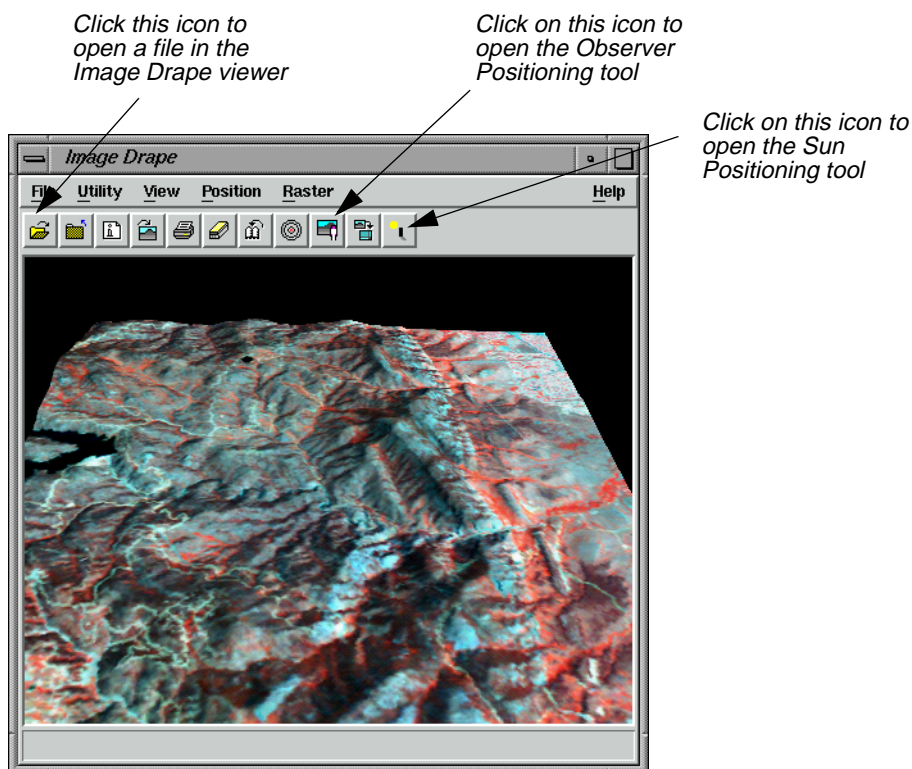 Click this icon to
open a file in the
Image Drape viewer
Click on this icon to
open the Observer
Positioning tool
Click on this icon to
open the Sun
Positioning tool
Image Drape
File Utility View Position Raster Help